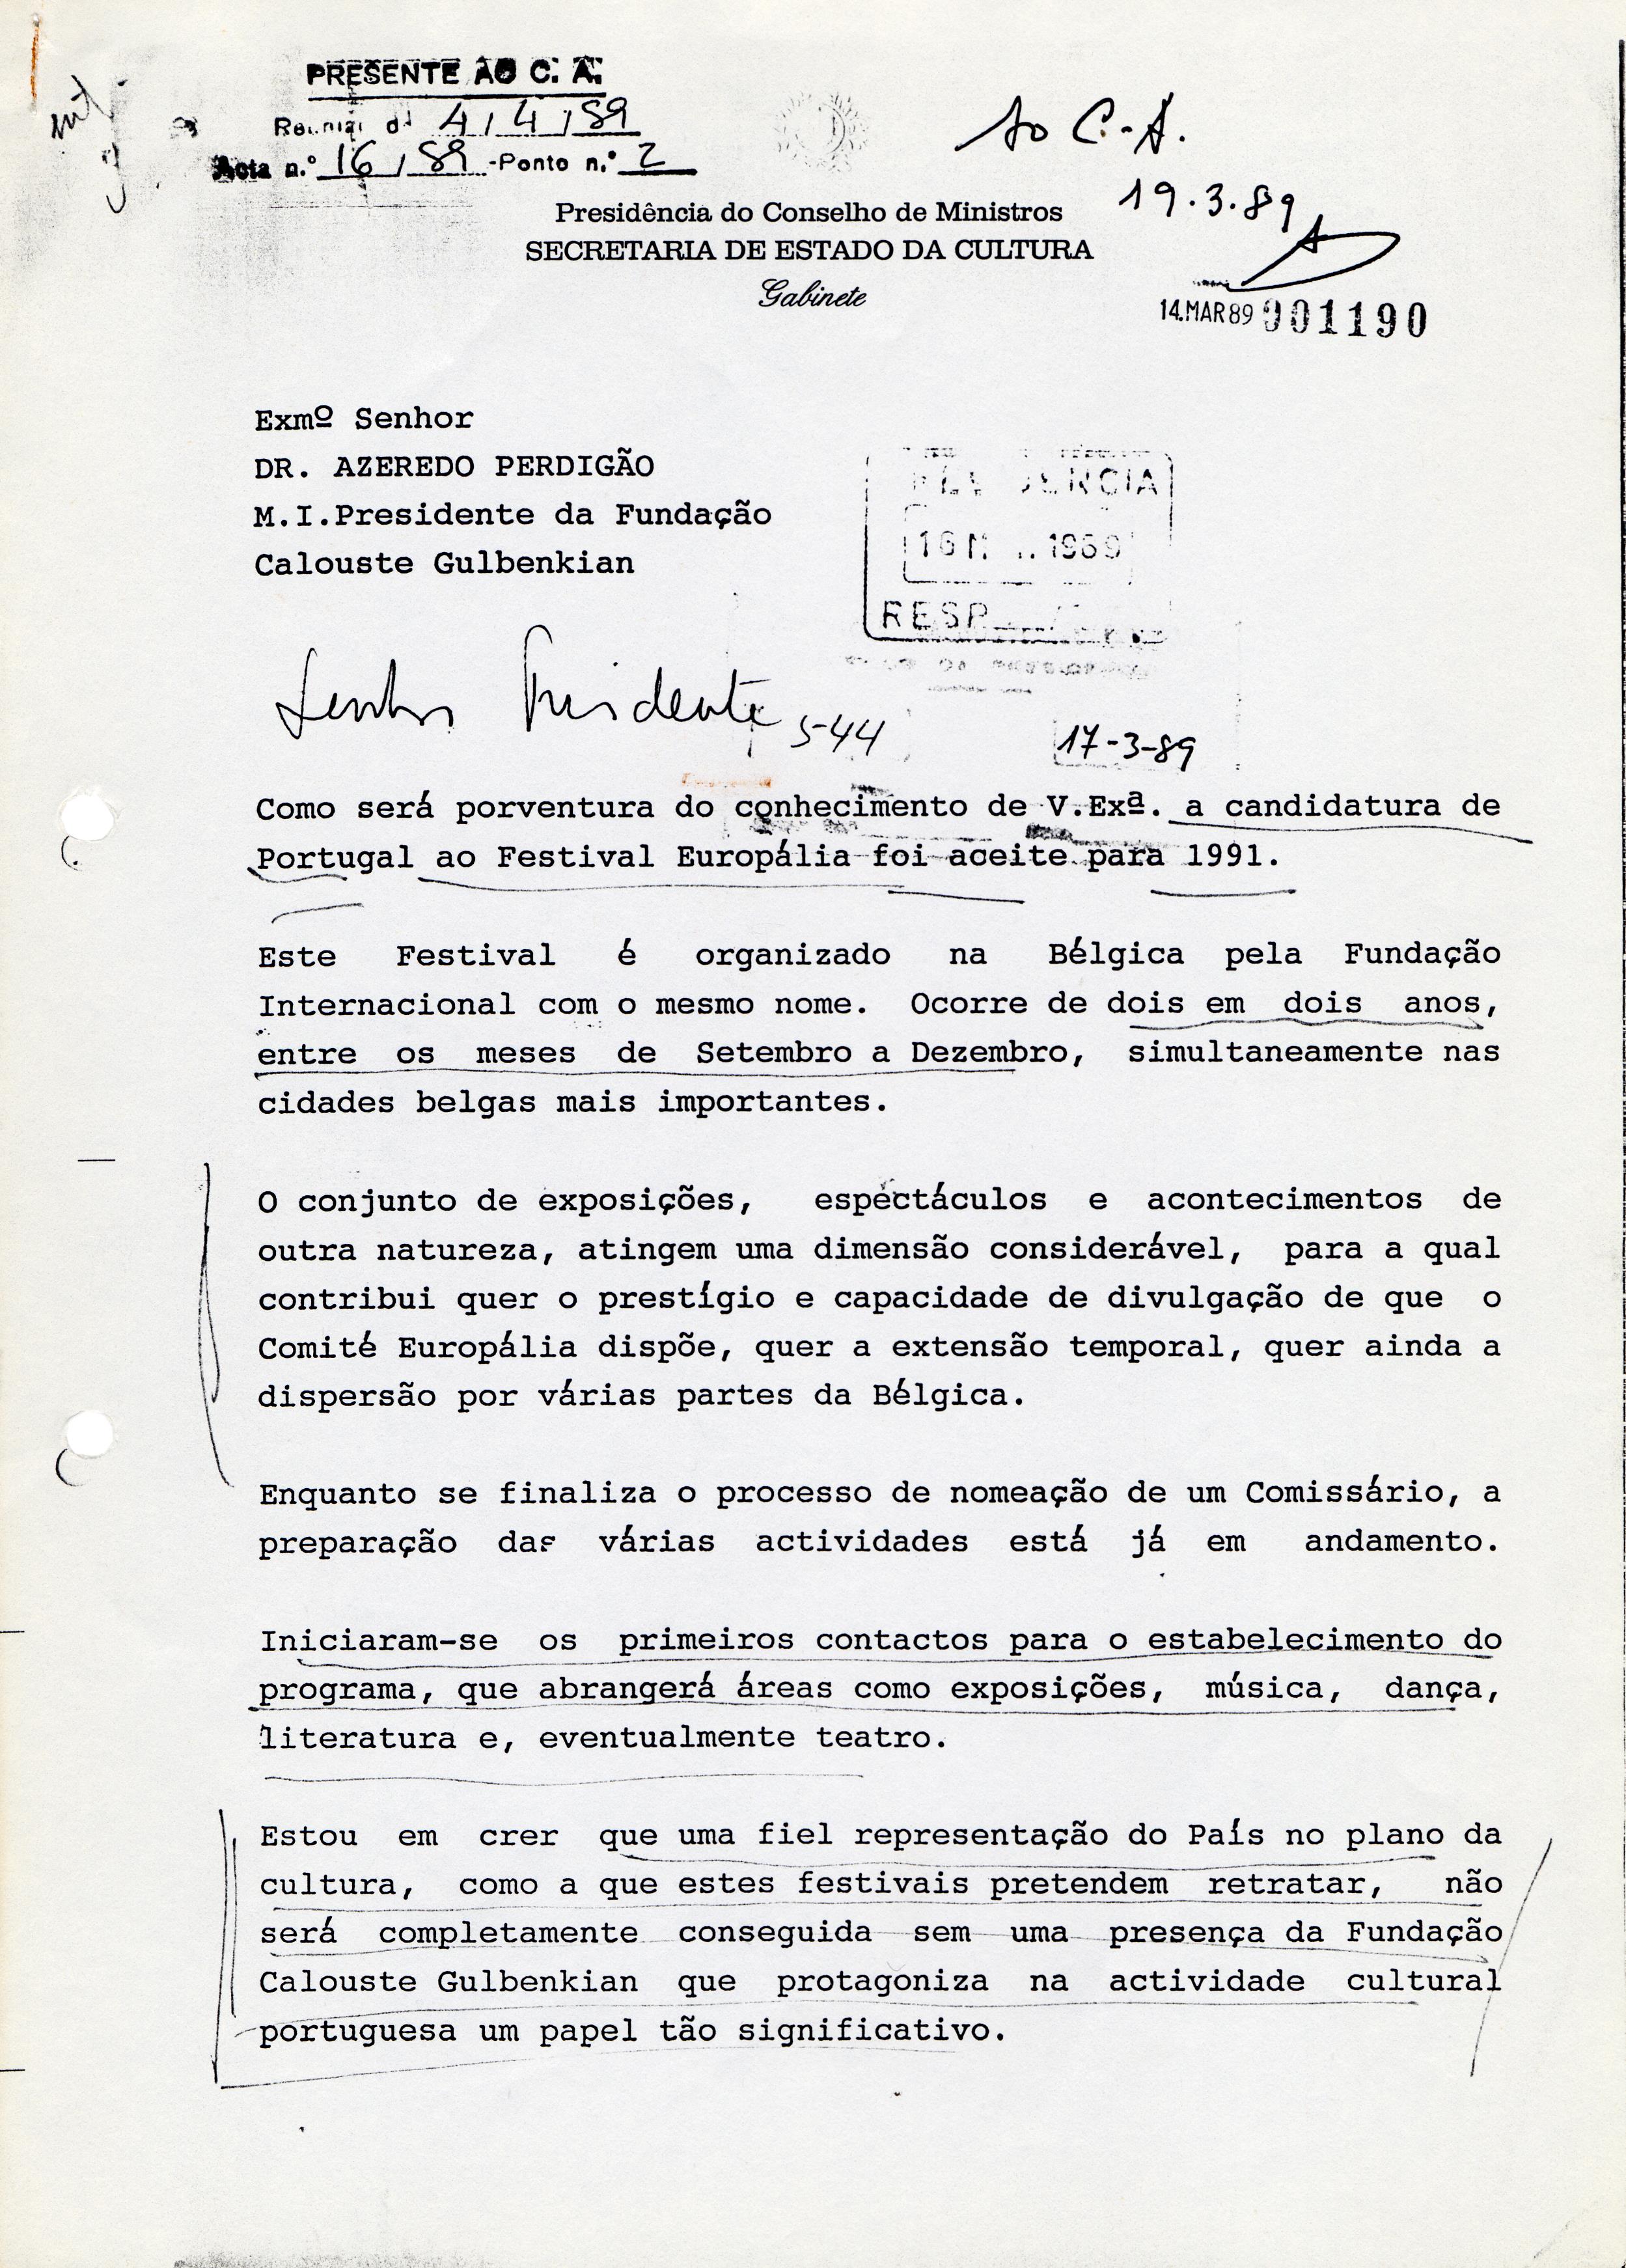 PRESENTE AO C. A.
Reunião de 4/4/89
Acta n.º 16/89-Ponto n.º 2
Ao C.A.
19.3.89
Presidência do Conselho de Ministros
SECRETARIA DE ESTADO DA CULTURA
Gabinete
14.MAR89 001190
Exmº Senhor
DR. AZEREDO PERDIGÃO
M.I.Presidente da Fundação
Calouste Gulbenkian
1989
RESP.
Senhor Presidente
544
17-3-89
Como será porventura do conhecimento de V.Exª. a candidatura de
Portugal ao Festival Europália foi aceite para 1991.
Este Festival é organizado na Bélgica pela Fundação
Internacional com o mesmo nome. Ocorre de dois em dois anos,
entre os meses de Setembro a Dezembro, simultaneamente nas
cidades belgas mais importantes.
O conjunto de exposições, espectáculos e acontecimentos de
outra natureza, atingem uma dimensão considerável, para a qual
contribui quer o prestígio e capacidade de divulgação de que o
Comité Europália dispõe, quer a extensão temporal, quer ainda a
dispersão por várias partes da Bélgica.
Enquanto se finaliza o processo de nomeação de um Comissário, a
preparação das várias actividades está já em andamento.
Iniciaram-se os primeiros contactos para o estabelecimento do
programa, que abrangerá áreas como exposições, música, dança,
literatura e, eventualmente teatro.
Estou em crer que uma fiel representação do País no plano da
cultura, como a que estes festivais pretendem retratar, não
será completamente conseguida sem uma presença da Fundação
Calouste Gulbenkian que protagoniza na actividade cultural
portuguesa um papel tão significativo.